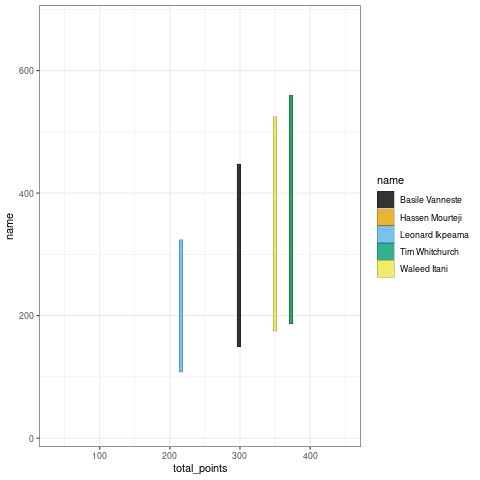 600
400
200
0
name
100
200
300
400
total_points
name
Basile Vanneste
Hassen Mourteji
Leonard Ikpeama
Tim Whitchurch
Waleed Itani